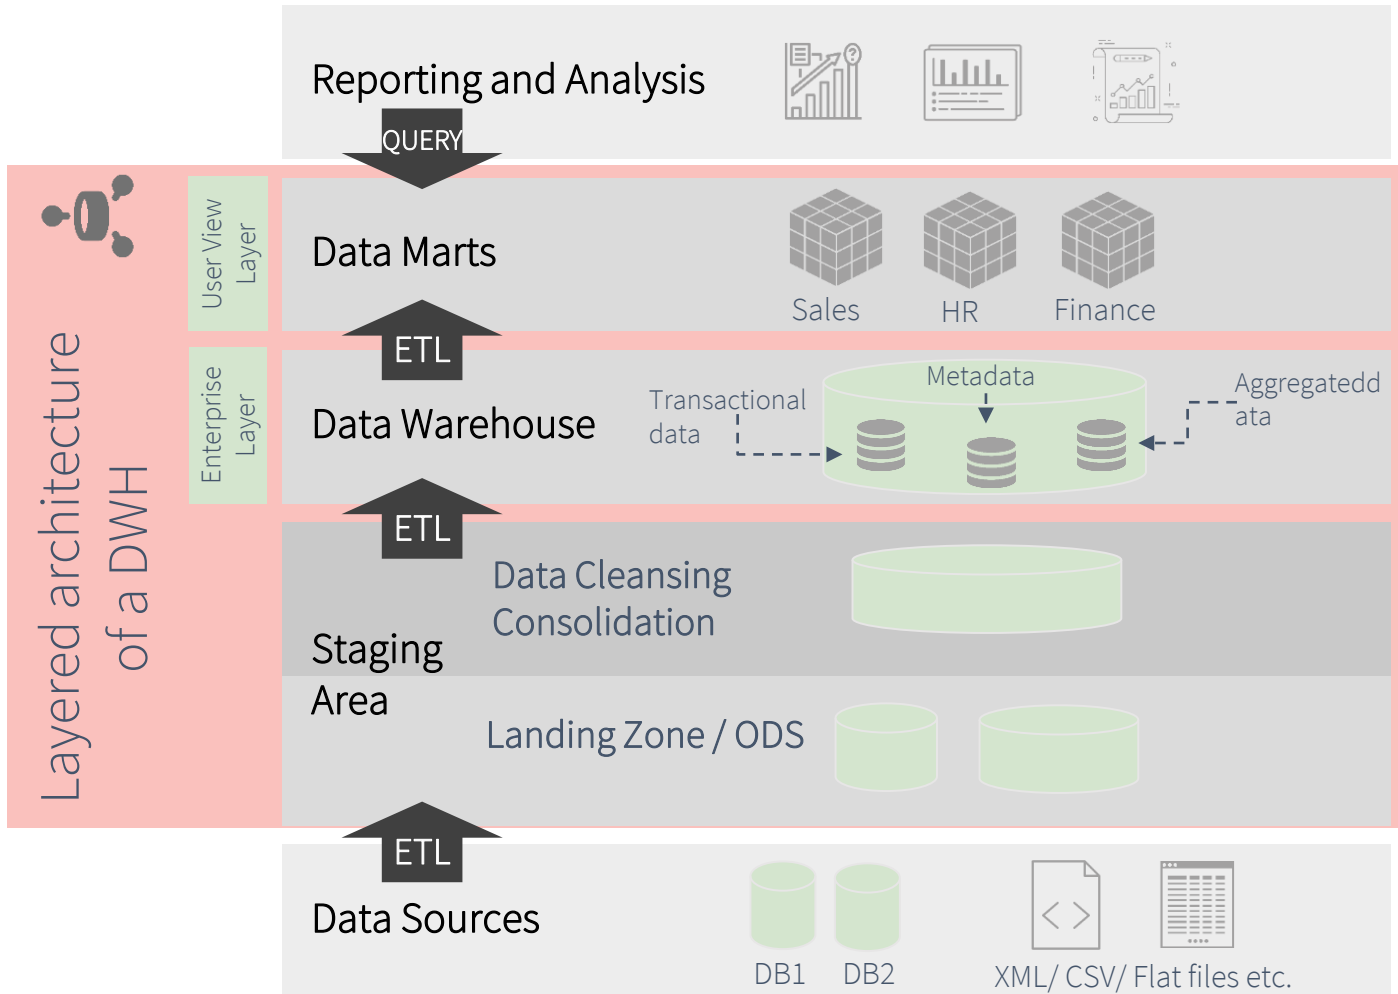 Reporting and Analysis
QUERY
Layered architecture
of a DWH
User View
Layer
Data Marts
Sales
HR
Finance
ETL
Enterprise
Layer
Data Warehouse
Transactional
data
Metadata
Aggregatedd
ata
ETL
Data Cleansing
Consolidation
Staging
Area
Landing Zone / ODS
ETL
Data Sources
DB1
DB2
XML/ CSV/ Flat files etc.